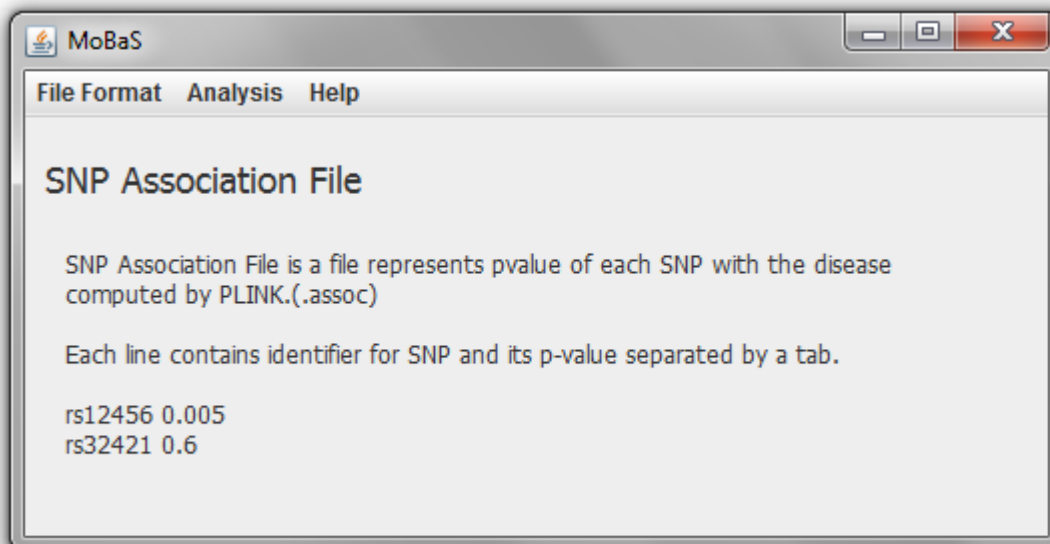 MoBaS
File Format Analysis Help
SNP Association File
SNP Association File is a file represents pvalue of each SNP with the disease
computed by PLINK.(.assoc)
Each line contains identifier for SNP and its p-value separated by a tab.
rs12456 0.005
rs32421 0.6